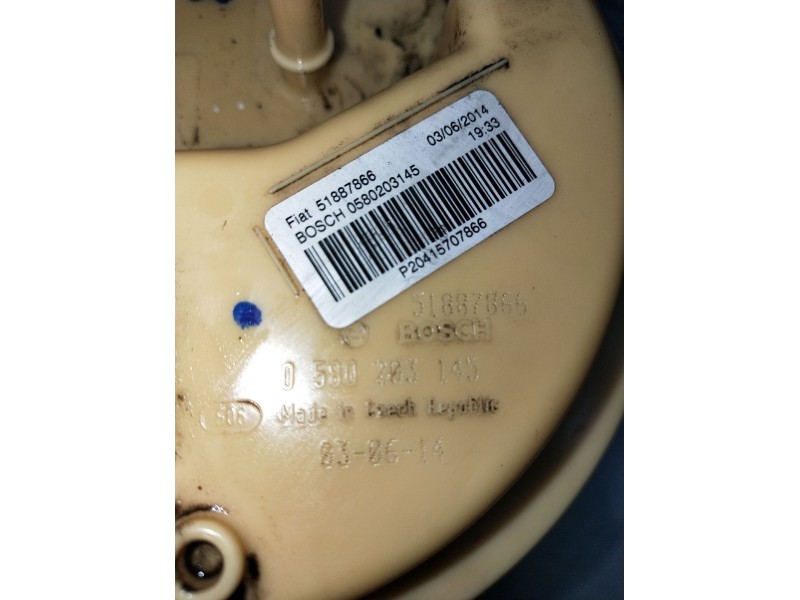 Fiat 51887866 03/06/2014
BOSCH 0580203145 19:33
P20415707866
51887866
BOSCH
0 580 203 145
606 Made in Czech Republic
03-06-14